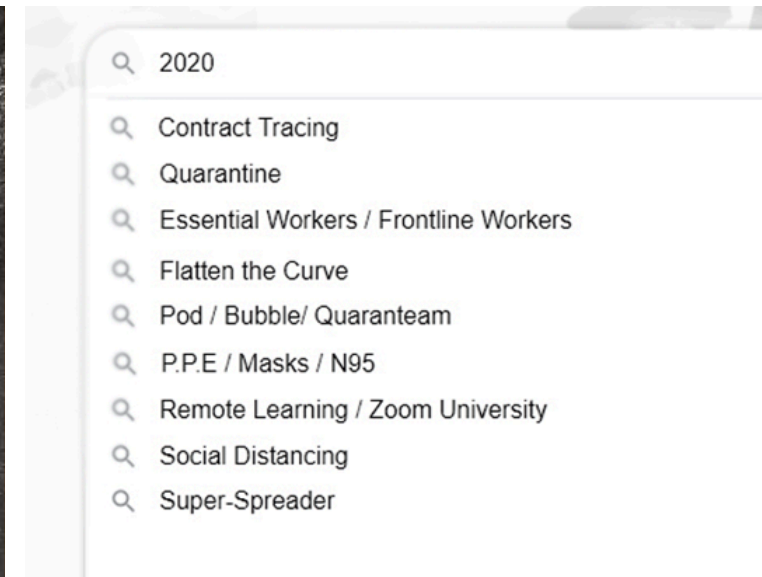 2020
Contract Tracing
Quarantine
Essential Workers / Frontline Workers
Flatten the Curve
Pod / Bubble/ Quaranteam
P.P.E / Masks / N95
Remote Learning / Zoom University
Social Distancing
Super-Spreader